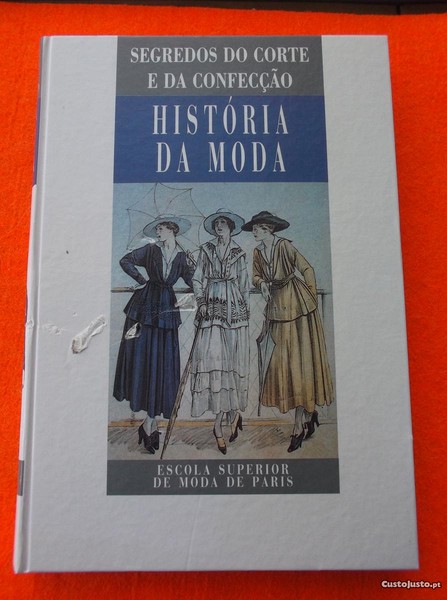 SEGREDOS DO CORTE
E DA CONFECÇÃO
HISTÓRIA
DA MODA
ESCOLA SUPERIOR
DE MODA DE PARIS
CustoJusto.pt